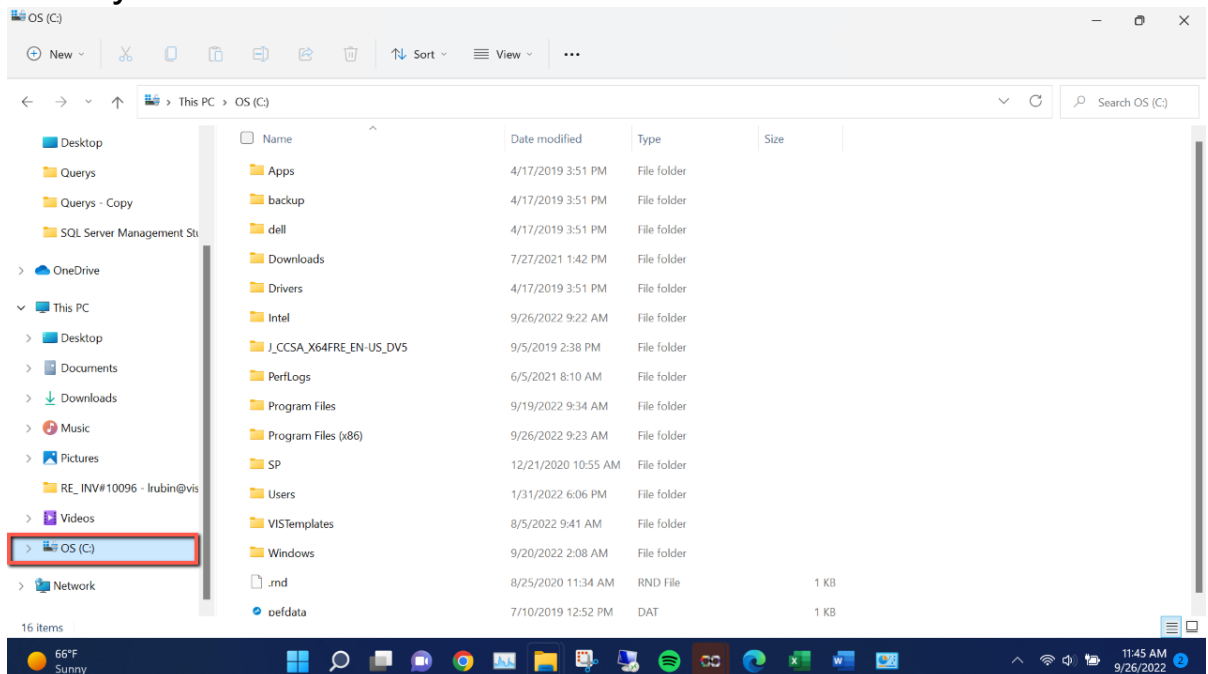 OS (C:)
New Sort View
This PC > OS (C:) Search OS (C:)
Name Date modified Type Size
Desktop
Querys
Querys - Copy
SQL Server Management Stu
OneDrive
This PC
Desktop
Documents
Downloads
Music
Pictures
RE_ INV#10096 - lrubin@vis
Videos
OS (C:)
Network
Apps 4/17/2019 3:51 PM File folder
backup 4/17/2019 3:51 PM File folder
dell 4/17/2019 3:51 PM File folder
Downloads 7/27/2021 1:42 PM File folder
Drivers 4/17/2019 3:51 PM File folder
Intel 9/26/2022 9:22 AM File folder
J_CCSA_X64FRE_EN-US_DV5 9/5/2019 2:38 PM File folder
PerfLogs 6/5/2021 8:10 AM File folder
Program Files 9/19/2022 9:34 AM File folder
Program Files (x86) 9/26/2022 9:23 AM File folder
SP 12/21/2020 10:55 AM File folder
Users 1/31/2022 6:06 PM File folder
VISTemplates 8/5/2022 9:41 AM File folder
Windows 9/20/2022 2:08 AM File folder
.rnd 8/25/2020 11:34 AM RND File 1 KB
pefdata 7/10/2019 12:52 PM DAT 1 KB
16 items
66°F
Sunny
11:45 AM
9/26/2022 2